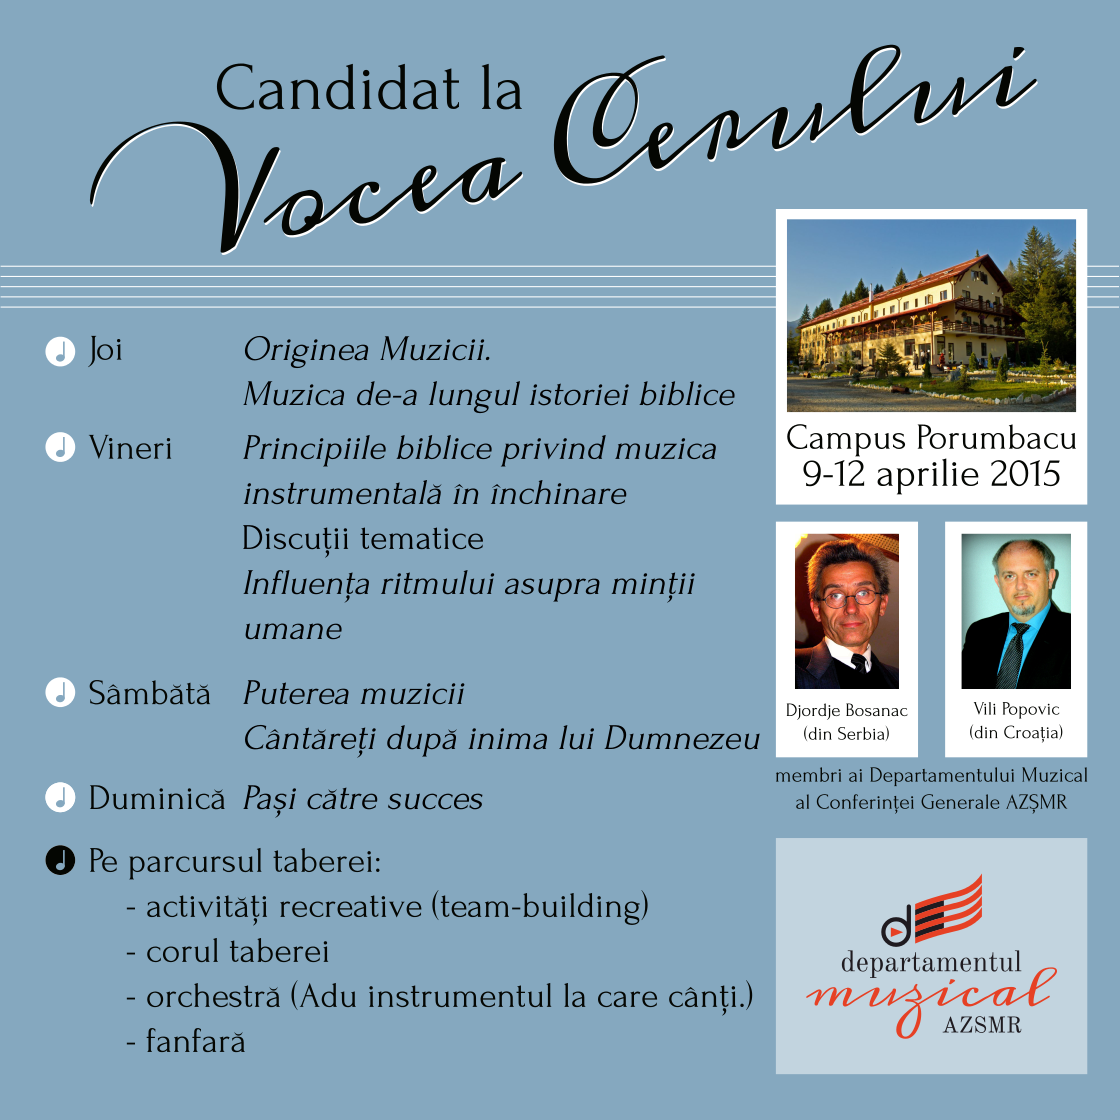 Candidat la
Vocea Cerului
Joi Originea Muzicii.
Muzica de-a lungul istoriei biblice
Vineri Principiile biblice privind muzica
instrumentală în închinare
Discuții tematice
Influența ritmului asupra minții
umane
Sâmbătă Puterea muzicii
Cântăreți după inima lui Dumnezeu
Duminică Pași către succes
Pe parcursul taberei:
- activități recreative (team-building)
- corul taberei
- orchestră (Adu instrumentul la care cânți.)
- fanfară
Campus Porumbacu
9-12 aprilie 2015
Djordje Bosanac
(din Serbia)
Vili Popovic
(din Croația)
membri ai Departamentului Muzical
al Conferinței Generale AZȘMR
departamentul
muzical
AZSMR